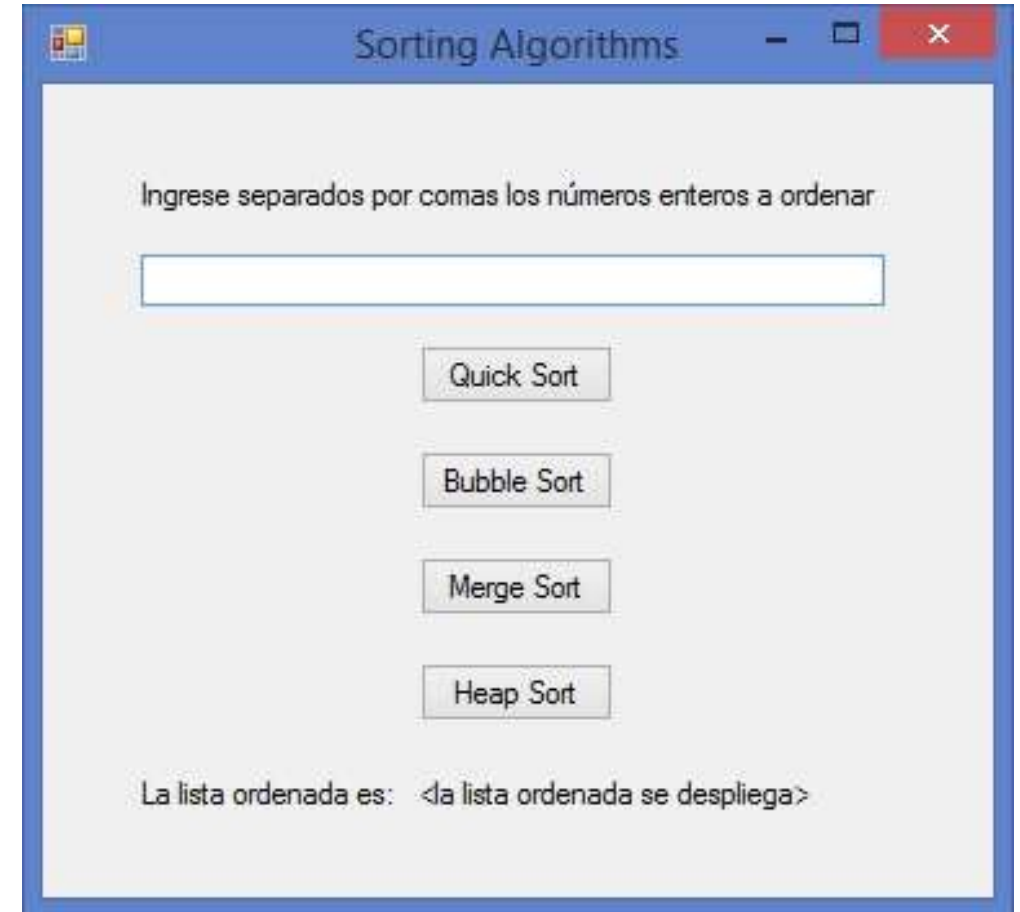 Sorting Algorithms
Ingrese separados por comas los números enteros a ordenar
Quick Sort
Bubble Sort
Merge Sort
Heap Sort
La lista ordenada es: <la lista ordenada se despliega>